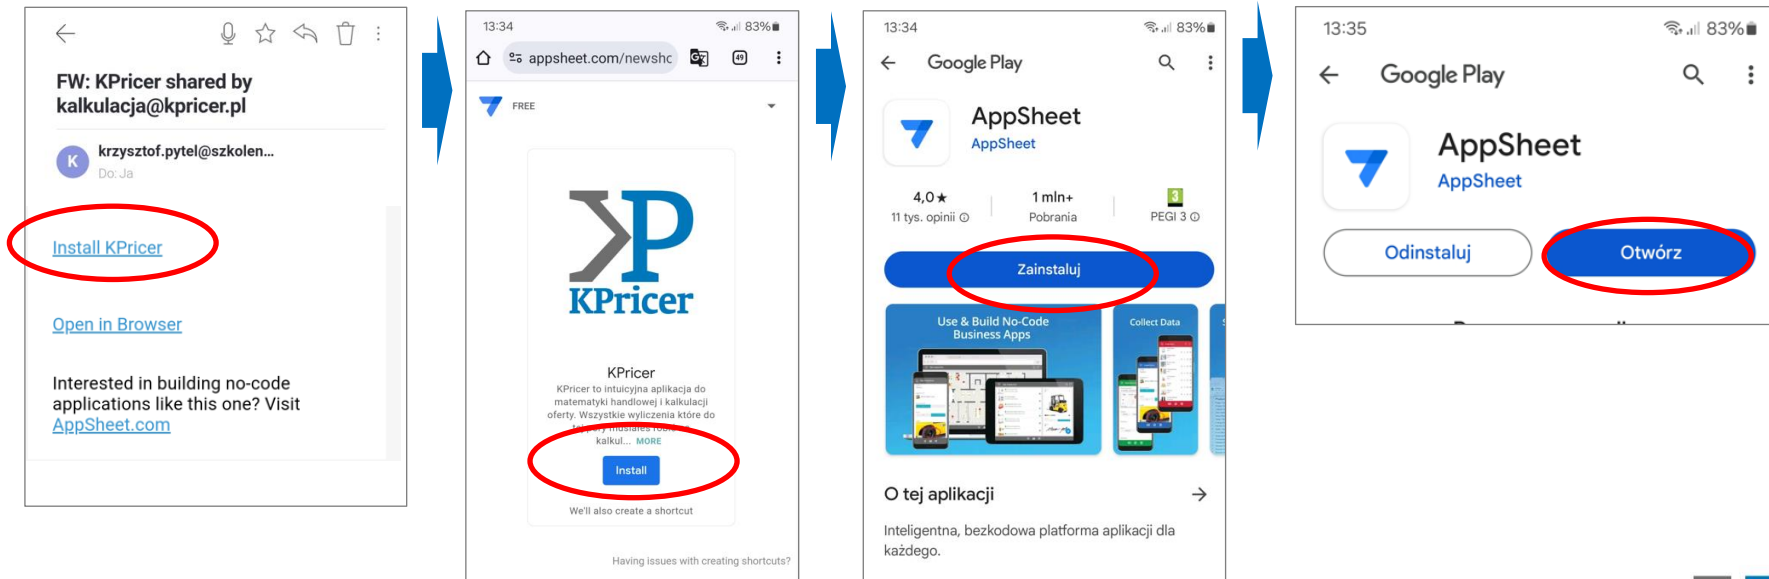 FW: KPricer shared by
kalkulacja@kpricer.pl
K
krzysztof.pytel@szkolen...
Do: Ja
Install KPricer
Open in Browser
Interested in building no-code
applications like this one? Visit
AppSheet.com
13:34
83%
appsheet.com/newshc
49
FREE
KPricer
KPricer
KPricer to intuicyjna aplikacja do
matematyki handlowej i kalkulacji
oferty. Wszystkie wyliczenia które do
kalkul... MORE
Install
We'll also create a shortcut
Having issues with creating shortcuts?
13:34
83%
Google Play
AppSheet
AppSheet
4,0★
11 tys. opinii
1 mln+
Pobrania
3
PEGI 3
Zainstaluj
Use & Build No-Code
Business Apps
Collect Data
O tej aplikacji
Inteligentna, bezkodowa platforma aplikacji dla
każdego.
13:35
83%
Google Play
AppSheet
AppSheet
Odinstaluj
Otwórz